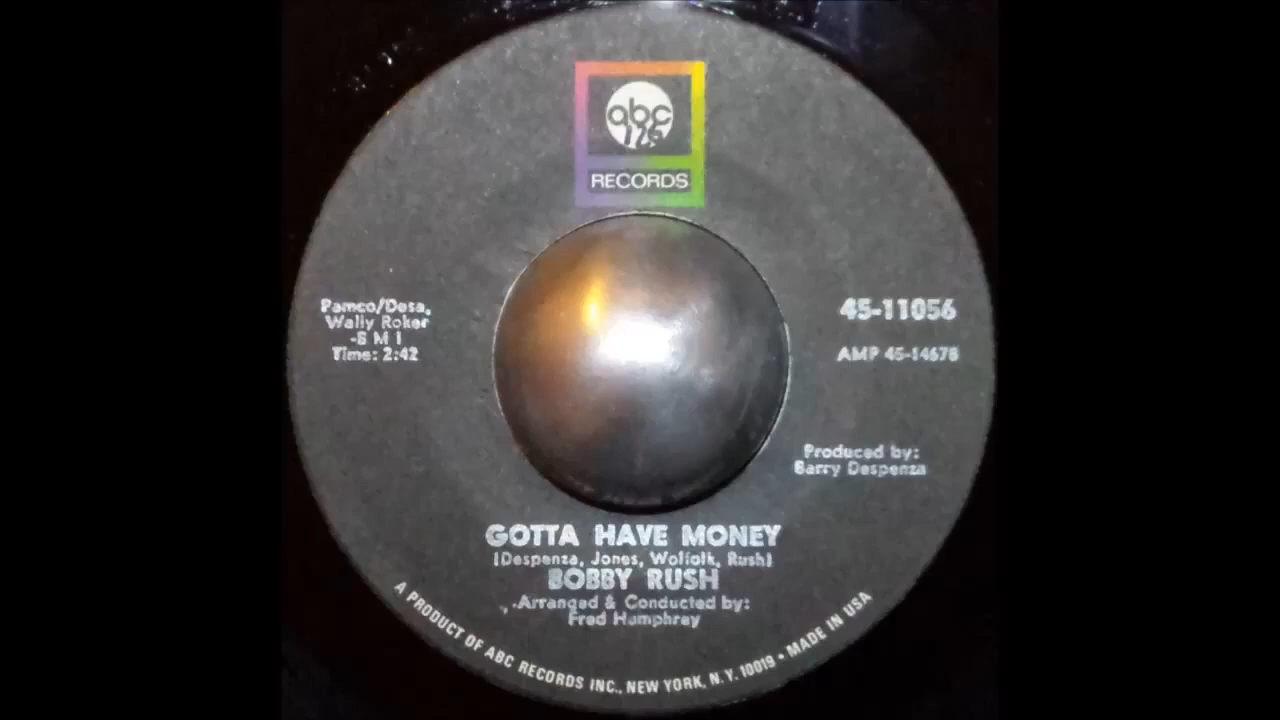 abc
RECORDS
Pamco/Desa,
Wally Roker
-B M I
Time: 2:42
45-11056
AMP 45-14678
Produced by:
Barry Despenza
GOTTA HAVE MONEY
(Despenza, Jones, Wolfolk, Rush)
BOBBY RUSH
Arranged & Conducted by:
Fred Humphrey
A PRODUCT OF ABC RECORDS INC., NEW YORK, N.Y. 10019 • MADE IN USA